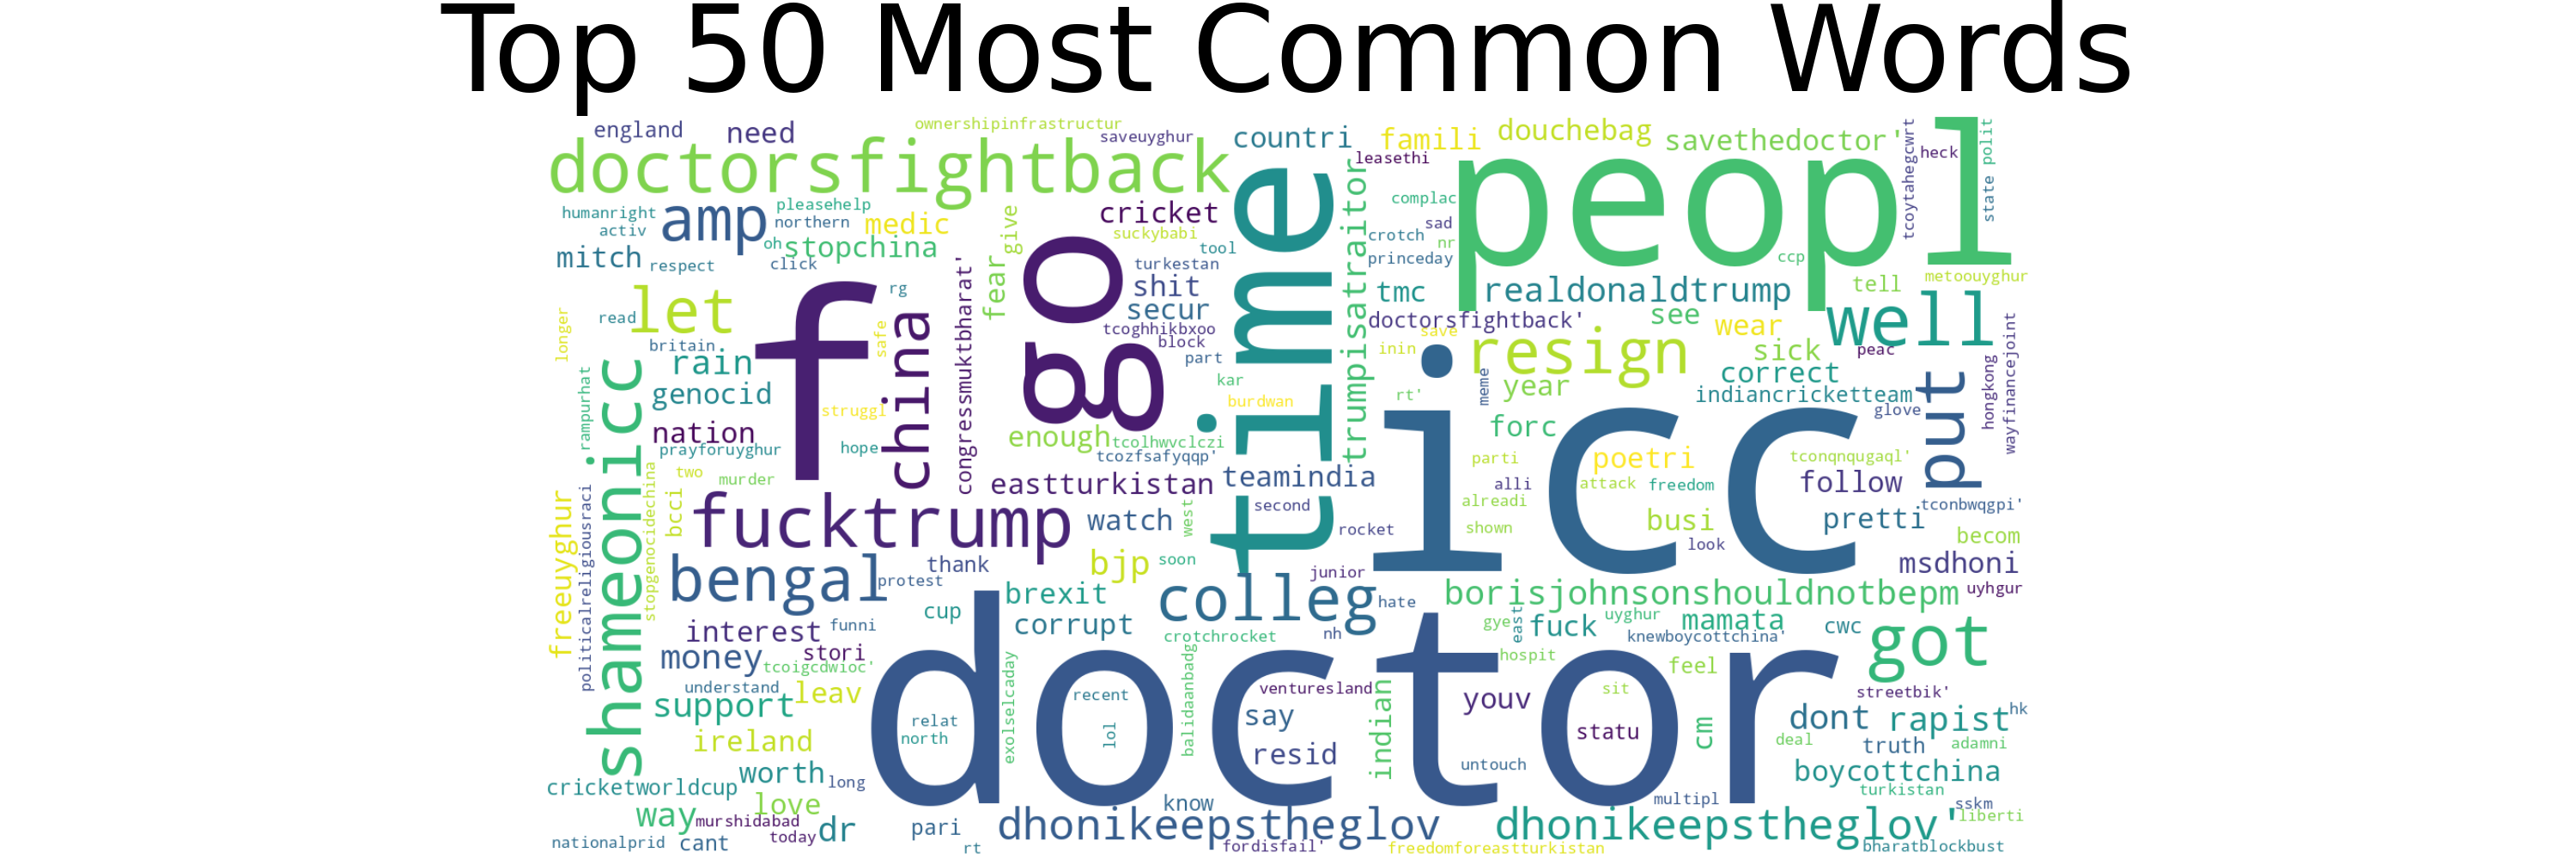 Top 50 Most Common Words
england
need
ownershipinfrastructur
saveuyghur
countri
famili
douchebag
savethedoctor'
tcoytahegcwrt
heck
state
polit
doctorsfightback
leasethi
peopl
humanright
activ
amp
pleasehelp
northern
medic
give
cricket
suckybabi
time
trumpisatraitor
complac
sad
crotch
nr
princeday
ccp
mitch
respect
oh
stopchina
click
fear
go
tool
turkestan
shit
secur
tcoghhikbxoo
block
part
tmc
realdonaldtrump
tell
metoouyghur
let
read
longer
f
rg
safe
china
congressmuktbharat'
doctorsfightback'
save
see
wear
well
britain
rain
genocid
struggl
kar
burdwan
inin
resign
sick
peac
correct
indiancricketteam
glove
put
hongkong
wayfinancejoint
rampurhat
shameonicc
nation
prayforuyghur
hope
enough
tcolhwvclczi
tcozfsafyqqp'
rt'
meme
year
forc
icc
two
murder
stopgenocidechina
bcci
freeuyghur
politicalreligiousraci
eastturkistan
teamindia
second
parti
alli
alreadi
poetri
attack
freedom
tconqnqugaql'
follow
fucktrump
watch
west
rocket
shown
busi
look
pretti
tconbwqgpi'
becom
bengal
protest
thank
bjp
soon
junior
colleg
hate
msdhoni
borisjohnsonshouldnotbepm
uyhgur
cup
brexit
corrupt
crotchrocket
nh
gye
east
fuck
uyghur
knewboycottchina'
mamata
cwc
got
interest
funni
money
stori
tcoigcdwioc'
understand
leav
support
doctor
exolselcaday
recent
relat
north
lol
balidaanbadg
venturesland
say
resid
indian
hospit
youv
untouch
sit
statu
feel
cm
streetbik'
dont
rapist
hk
deal
truth
adamni
ireland
worth
cricketworldcup
long
boycottchina
turkistan
love
way
murshidabad
today
dr
nationalprid
cant
pari
rt
know
dhonikeepstheglov
fordisfail'
multipl
dhonikeepstheglov'
freedomforeastturkistan
sskm
liberti
bharatblockbust